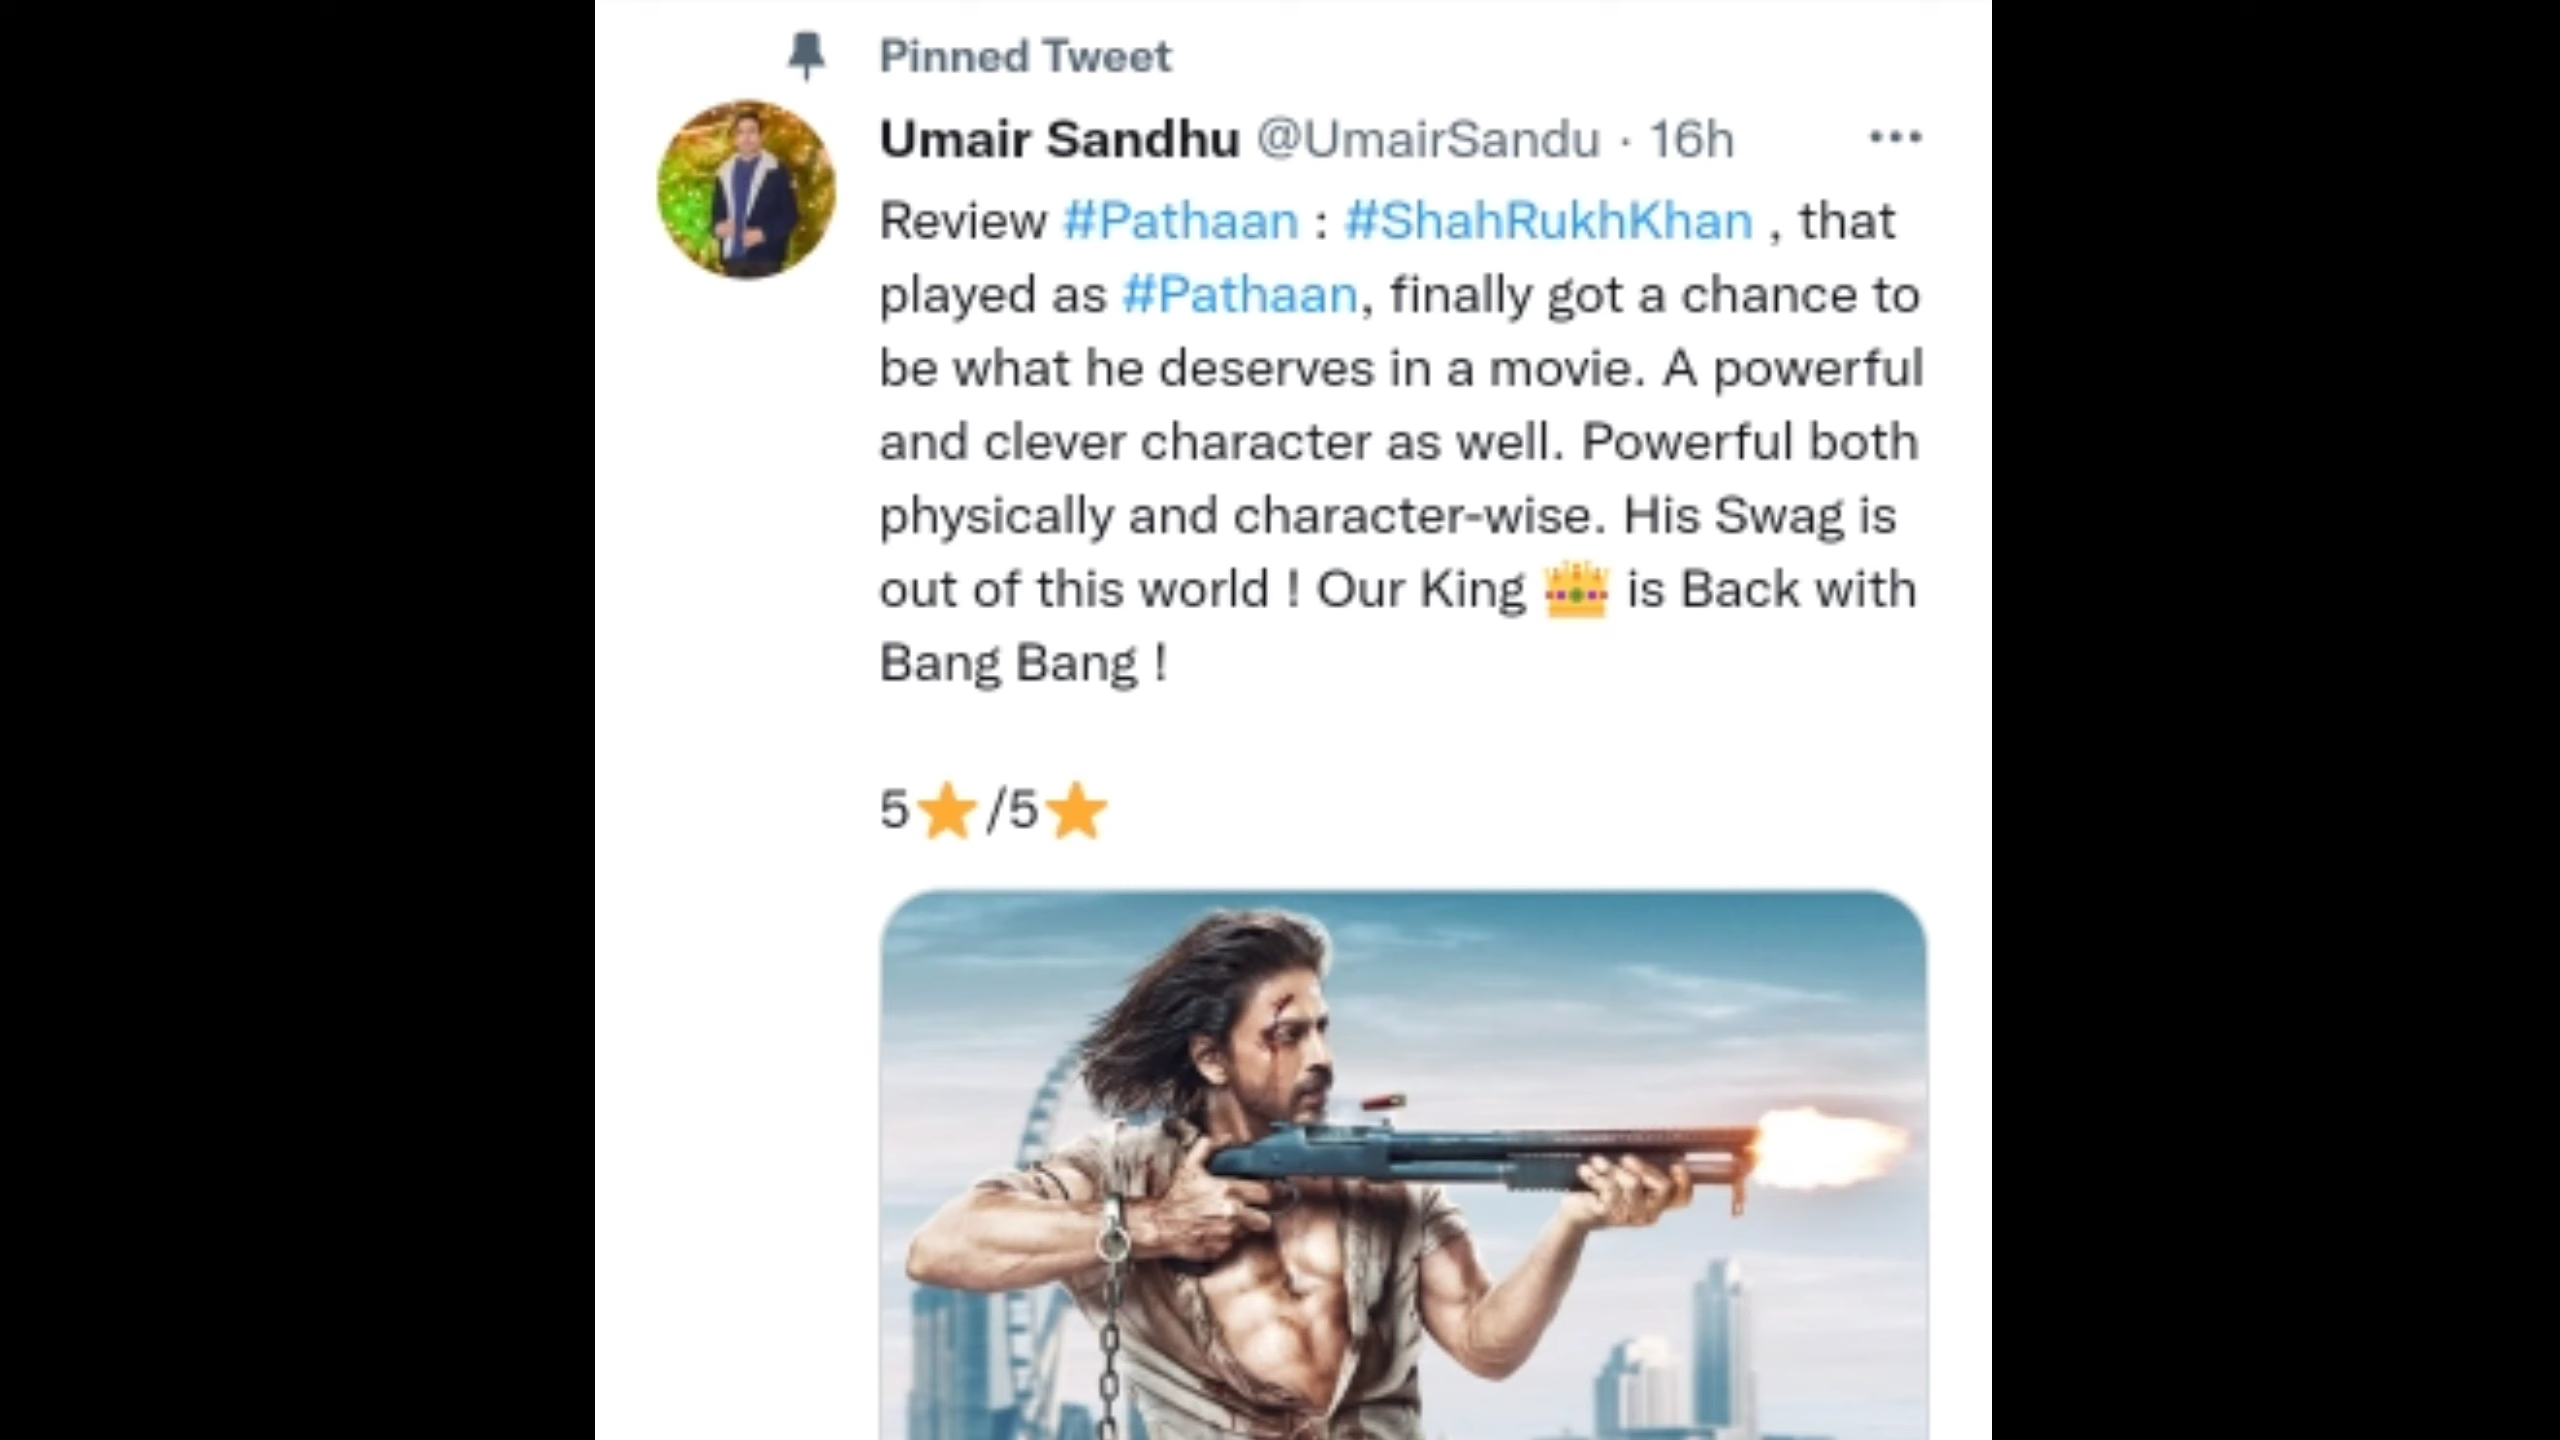 Pinned Tweet
Umair Sandhu @UmairSandu · 16h
Review #Pathaan : #ShahRukhKhan , that
played as #Pathaan, finally got a chance to
be what he deserves in a movie. A powerful
and clever character as well. Powerful both
physically and character-wise. His Swag is
out of this world ! Our King 👑 is Back with
Bang Bang !
5⭐/5⭐